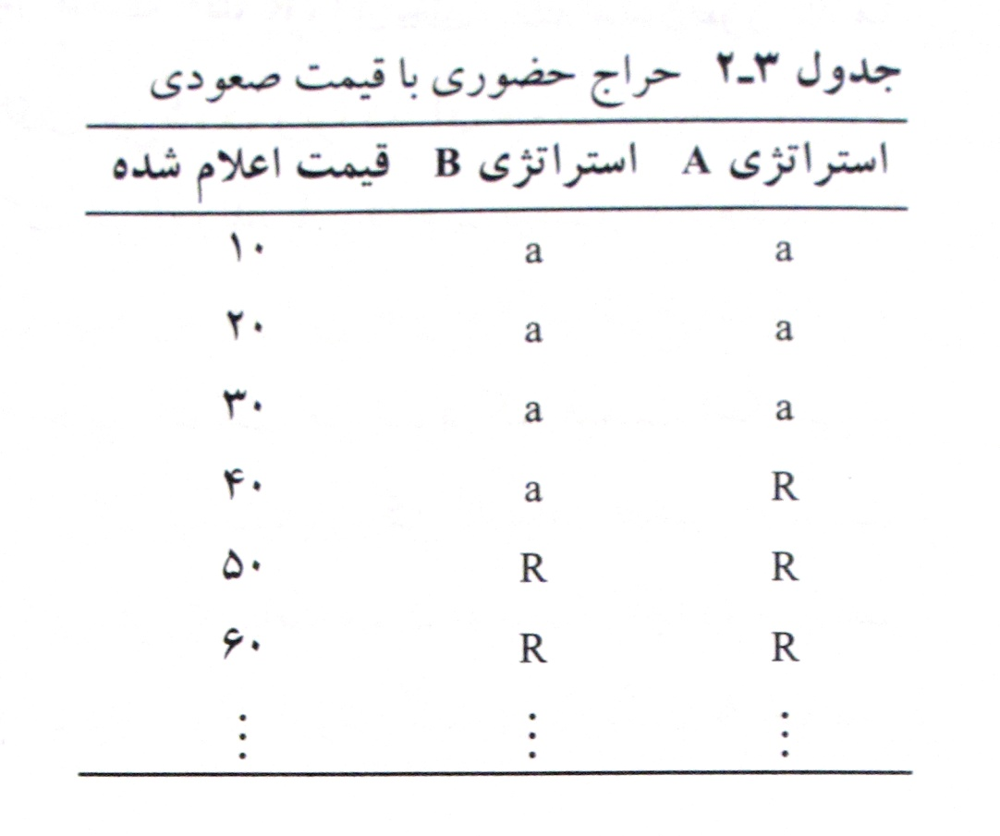 جدول ۳ـ۲ حراج حضوری با قیمت صعودی
استراتژی A استراتژی B قیمت اعلام شده
a a ۱۰
a a ۲۰
a a ۳۰
R a ۴۰
R R ۵۰
R R ۶۰
⋮ ⋮ ⋮